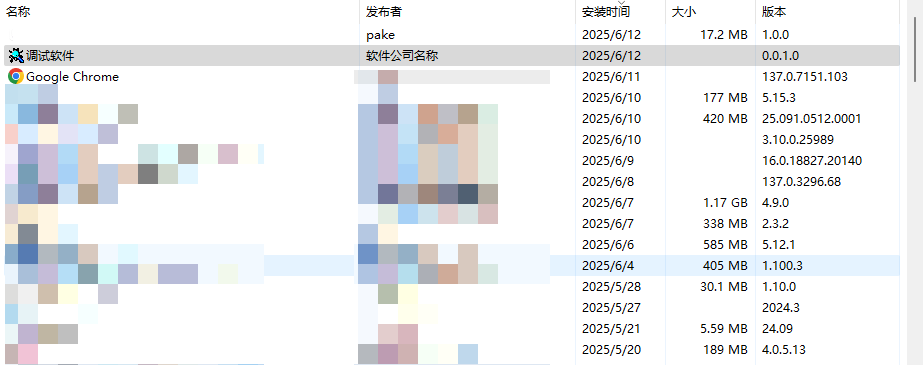 名称 发布者 安装时间 大小 版本
pake 2025/6/12 17.2 MB 1.0.0
调试软件 软件公司名称 2025/6/12 0.0.1.0
Google Chrome 2025/6/11 137.0.7151.103
2025/6/10 177 MB 5.15.3
2025/6/10 420 MB 25.091.0512.0001
2025/6/10 3.10.0.25989
2025/6/9 16.0.18827.20140
2025/6/8 137.0.3296.68
2025/6/7 1.17 GB 4.9.0
2025/6/7 338 MB 2.3.2
2025/6/6 585 MB 5.12.1
2025/6/4 405 MB 1.100.3
2025/5/28 30.1 MB 1.10.0
2025/5/27 2024.3
2025/5/21 5.59 MB 24.09
2025/5/20 189 MB 4.0.5.13